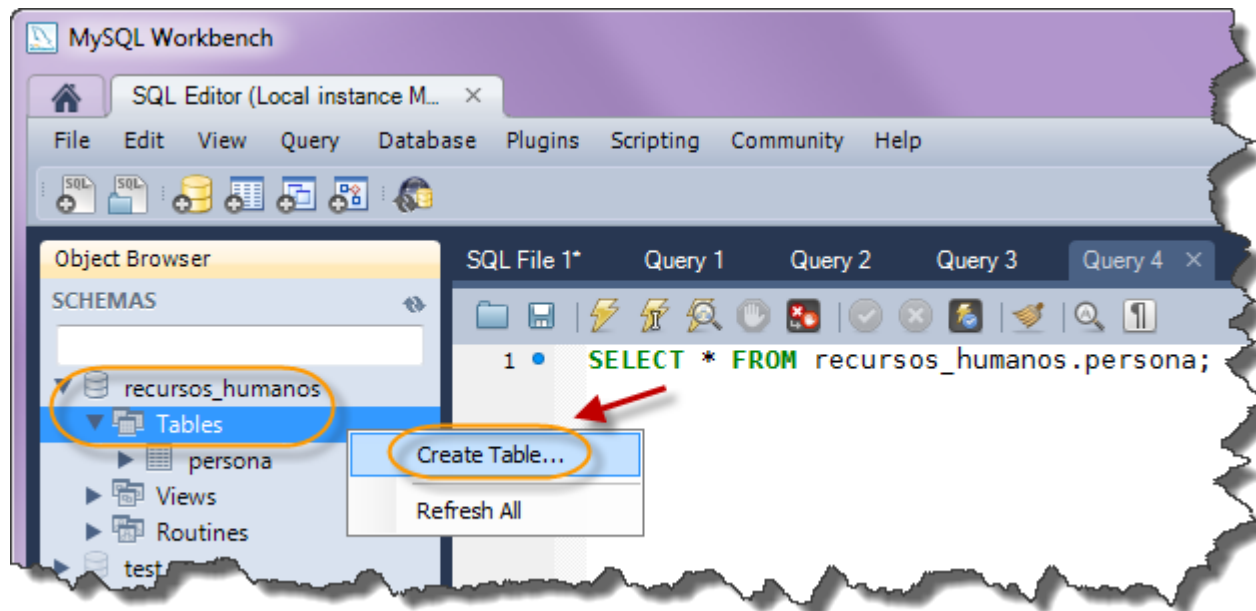 MySQL Workbench
SQL Editor (Local instance M... ×
File Edit View Query Database Plugins Scripting Community Help
SQL SQL
Object Browser
SQL File 1* Query 1 Query 2 Query 3 Query 4 ×
SCHEMAS
1 SELECT * FROM recursos_humanos.persona;
recursos_humanos
Tables
persona
Create Table...
Views
Refresh All
Routines
test